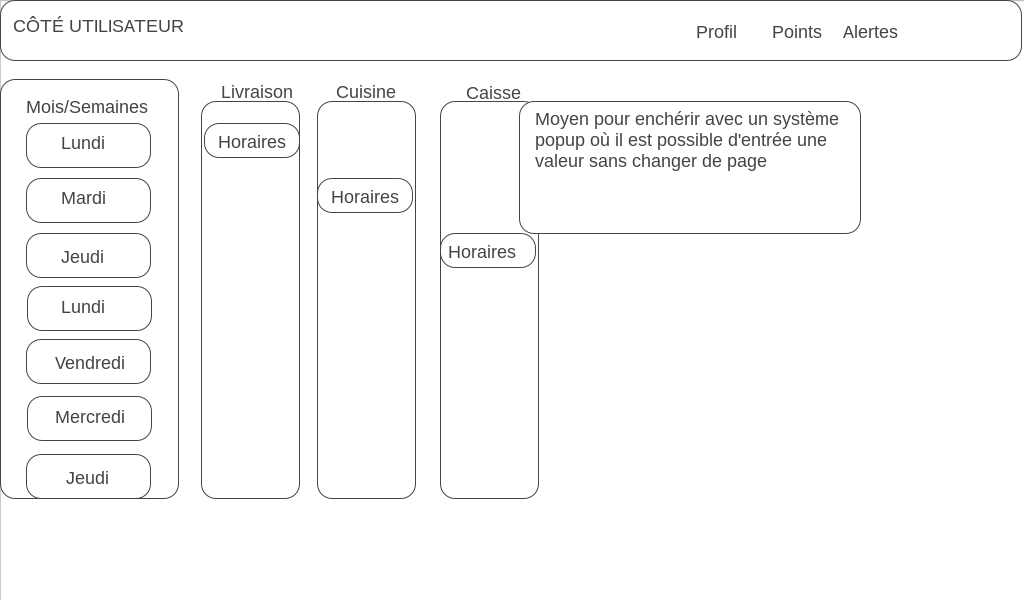 CÔTÉ UTILISATEUR
Profil Points Alertes
Livraison Cuisine Caisse
Mois/Semaines
Lundi
Mardi
Jeudi
Lundi
Vendredi
Mercredi
Jeudi
Horaires
Horaires
Horaires
Moyen pour enchérir avec un système
popup où il est possible d'entrée une
valeur sans changer de page